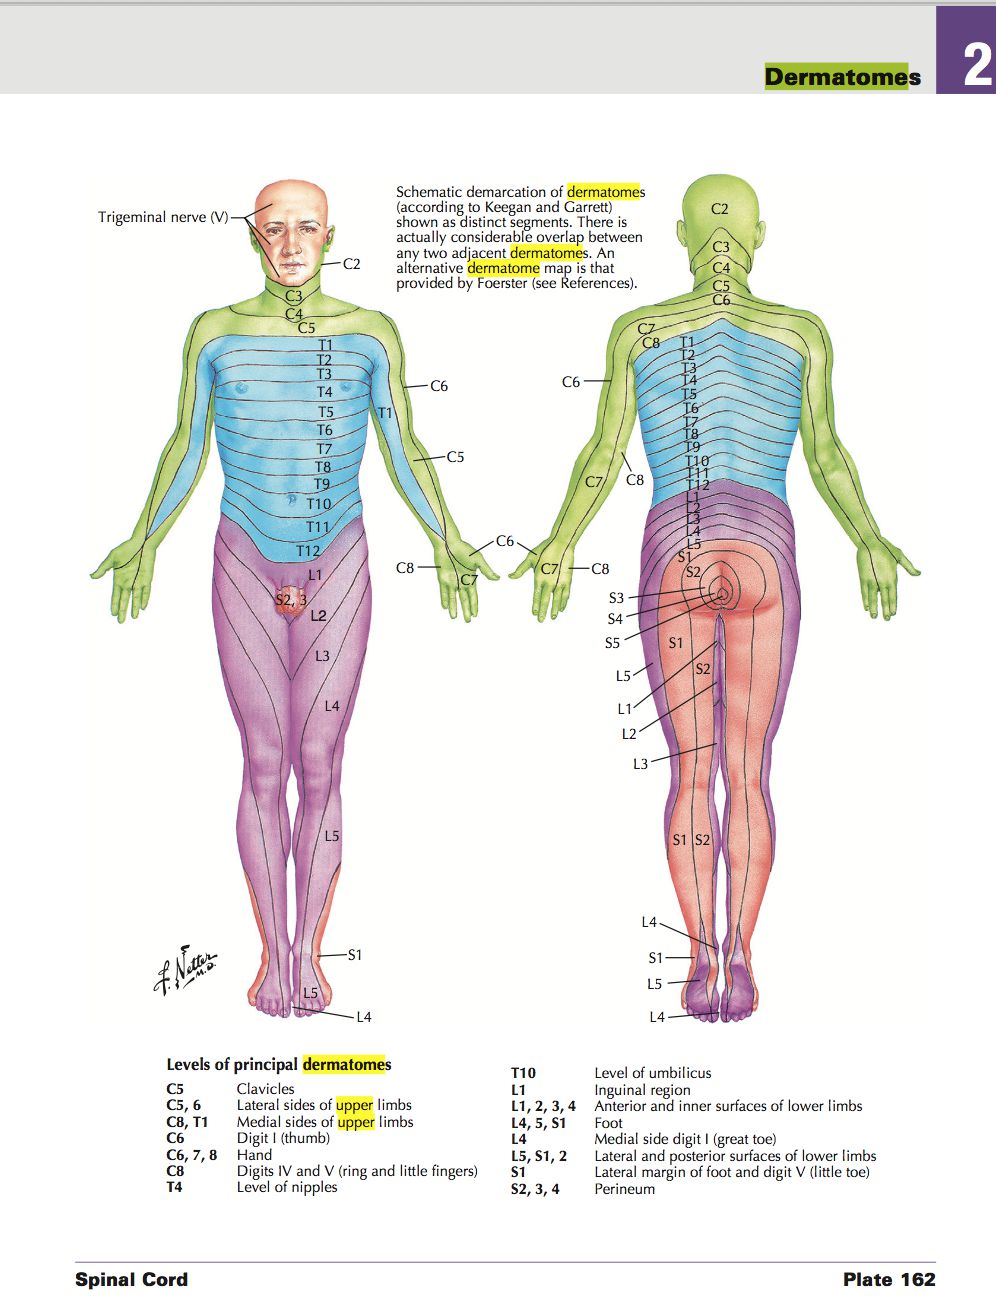 2
Dermatomes
Trigeminal nerve (V)
Schematic demarcation of dermatomes
(according to Keegan and Garrett)
shown as distinct segments. There is
actually considerable overlap between
any two adjacent dermatomes. An
alternative dermatome map is that
provided by Foerster (see References).
C2
C3
C4
C5
T1
T2
T3
T4
T5
T6
T7
T8
T9
T10
T11
T12
L1
S2, 3
L2
L3
L4
L5
S1
L5
L4
C6
T1
C5
C6
C8
C7
C2
C3
C4
C5
C6
C7
C8
T1
T2
T3
T4
T5
T6
T7
T8
T9
T10
T11
T12
L1
L2
L3
L4
L5
S1
S2
C6
C7
C8
C7
C8
S3
S4
S5
S1
S2
L5
L1
L2
L3
S1
S2
L4
S1
L5
L4
F. Netter
M.D.
Levels of principal dermatomes
C5 Clavicles
C5, 6 Lateral sides of upper limbs
C8, T1 Medial sides of upper limbs
C6 Digit I (thumb)
C6, 7, 8 Hand
C8 Digits IV and V (ring and little fingers)
T4 Level of nipples
T10 Level of umbilicus
L1 Inguinal region
L1, 2, 3, 4 Anterior and inner surfaces of lower limbs
L4, 5, S1 Foot
L4 Medial side digit I (great toe)
L5, S1, 2 Lateral and posterior surfaces of lower limbs
S1 Lateral margin of foot and digit V (little toe)
S2, 3, 4 Perineum
Spinal Cord
Plate 162